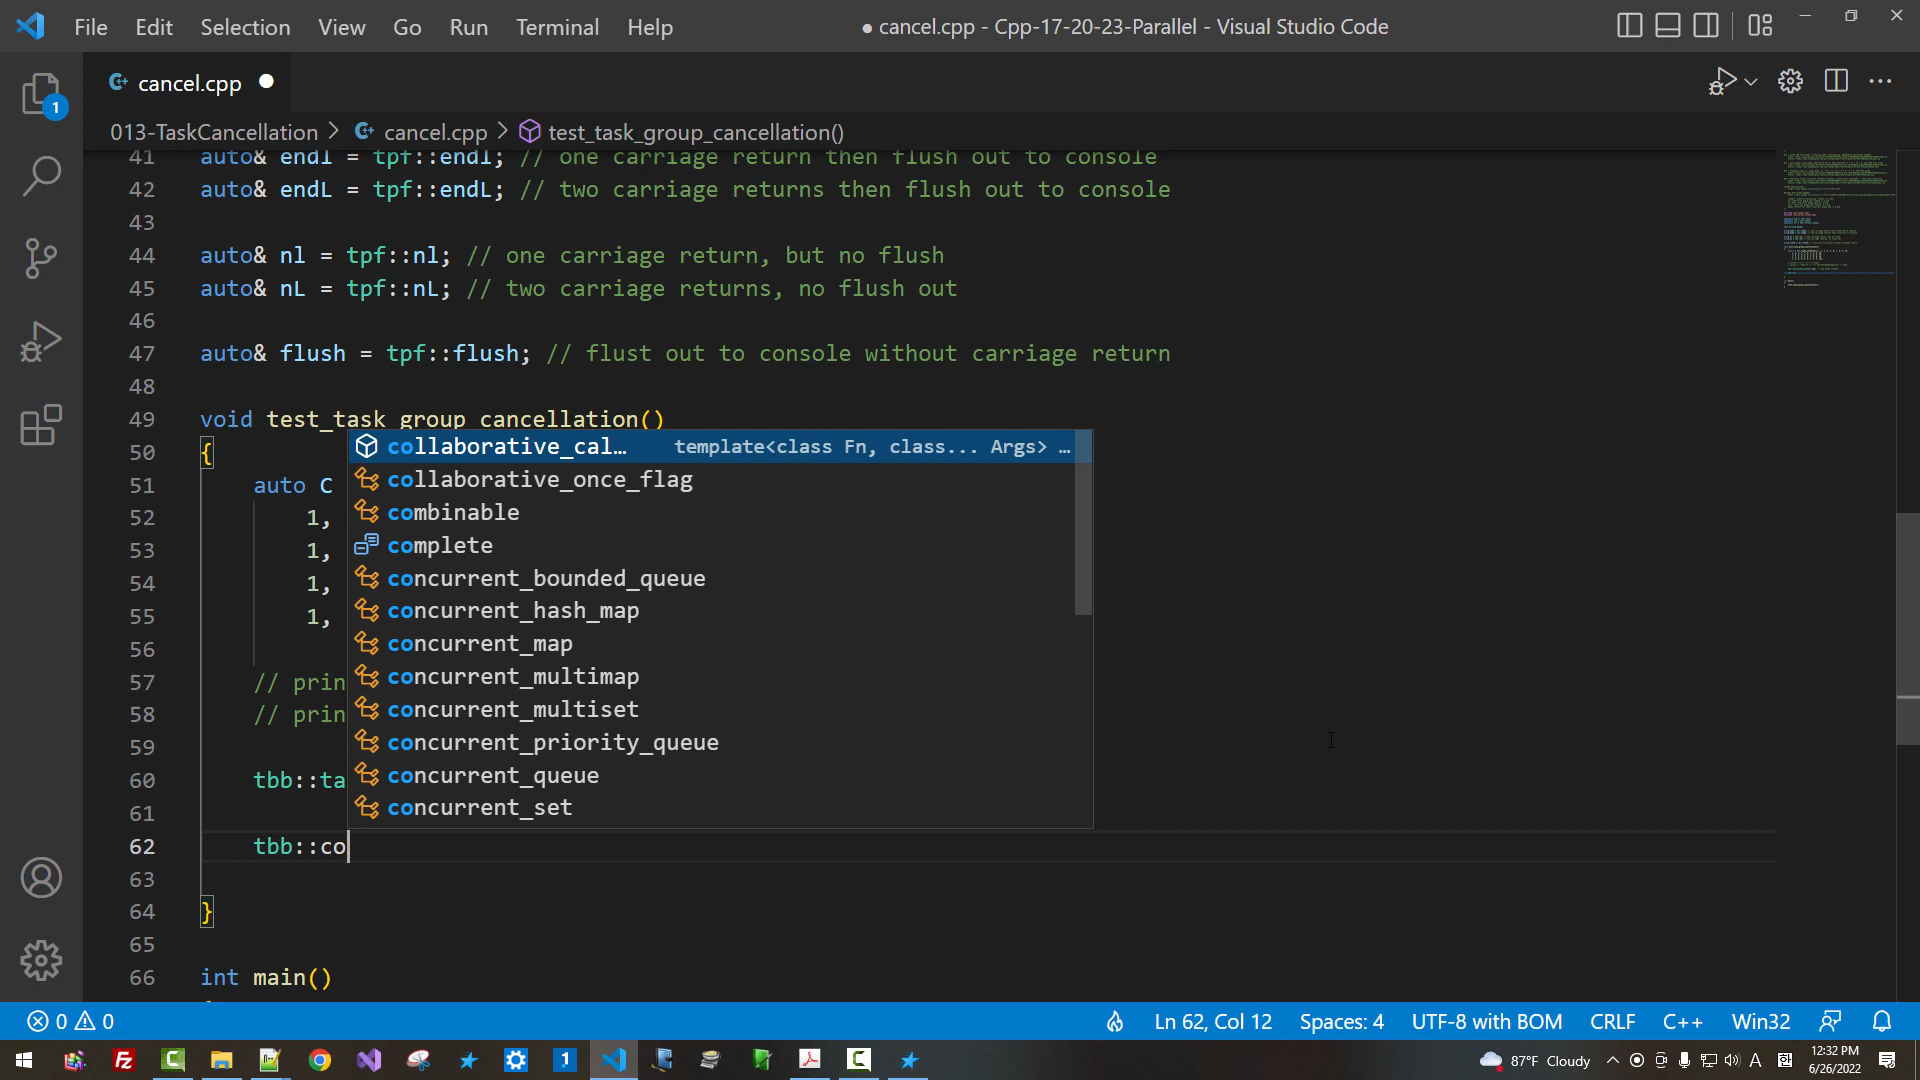 File Edit Selection View Go Run Terminal Help
● cancel.cpp - Cpp-17-20-23-Parallel - Visual Studio Code
cancel.cpp ●
1
013-TaskCancellation > cancel.cpp > test_task_group_cancellation()
41 auto& endl = tpf::endl; // one carriage return then flush out to console
42 auto& endL = tpf::endL; // two carriage returns then flush out to console
43
44 auto& nl = tpf::nl; // one carriage return, but no flush
45 auto& nL = tpf::nL; // two carriage returns, no flush out
46
47 auto& flush = tpf::flush; // flust out to console without carriage return
48
49 void test_task_group_cancellation()
50 {
51 auto C
52 1,
53 1,
54 1,
55 1,
56
57 // prin
58 // prin
59
60 tbb::ta
61
62 tbb::co
63
64 }
65
66 int main()
collaborative_cal… template<class Fn, class... Args> …
collaborative_once_flag
combinable
complete
concurrent_bounded_queue
concurrent_hash_map
concurrent_map
concurrent_multimap
concurrent_multiset
concurrent_priority_queue
concurrent_queue
concurrent_set
0 0
Ln 62, Col 12 Spaces: 4 UTF-8 with BOM CRLF C++ Win32
87°F Cloudy A 한
12:32 PM
6/26/2022